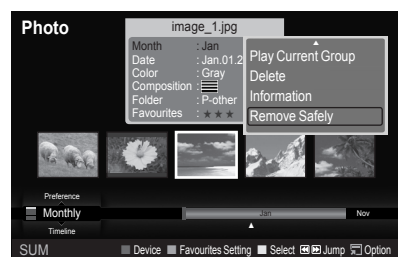 Photo
image_1.jpg
Month : Jan
Date : Jan.01.2
Color : Gray
Composition :
Folder : P-other
Favourites : ★ ★ ★
Play Current Group
Delete
Information
Remove Safely
Preference
Monthly
Timeline
Jan
Nov
SUM
Device
Favourites Setting
Select
Jump
Option